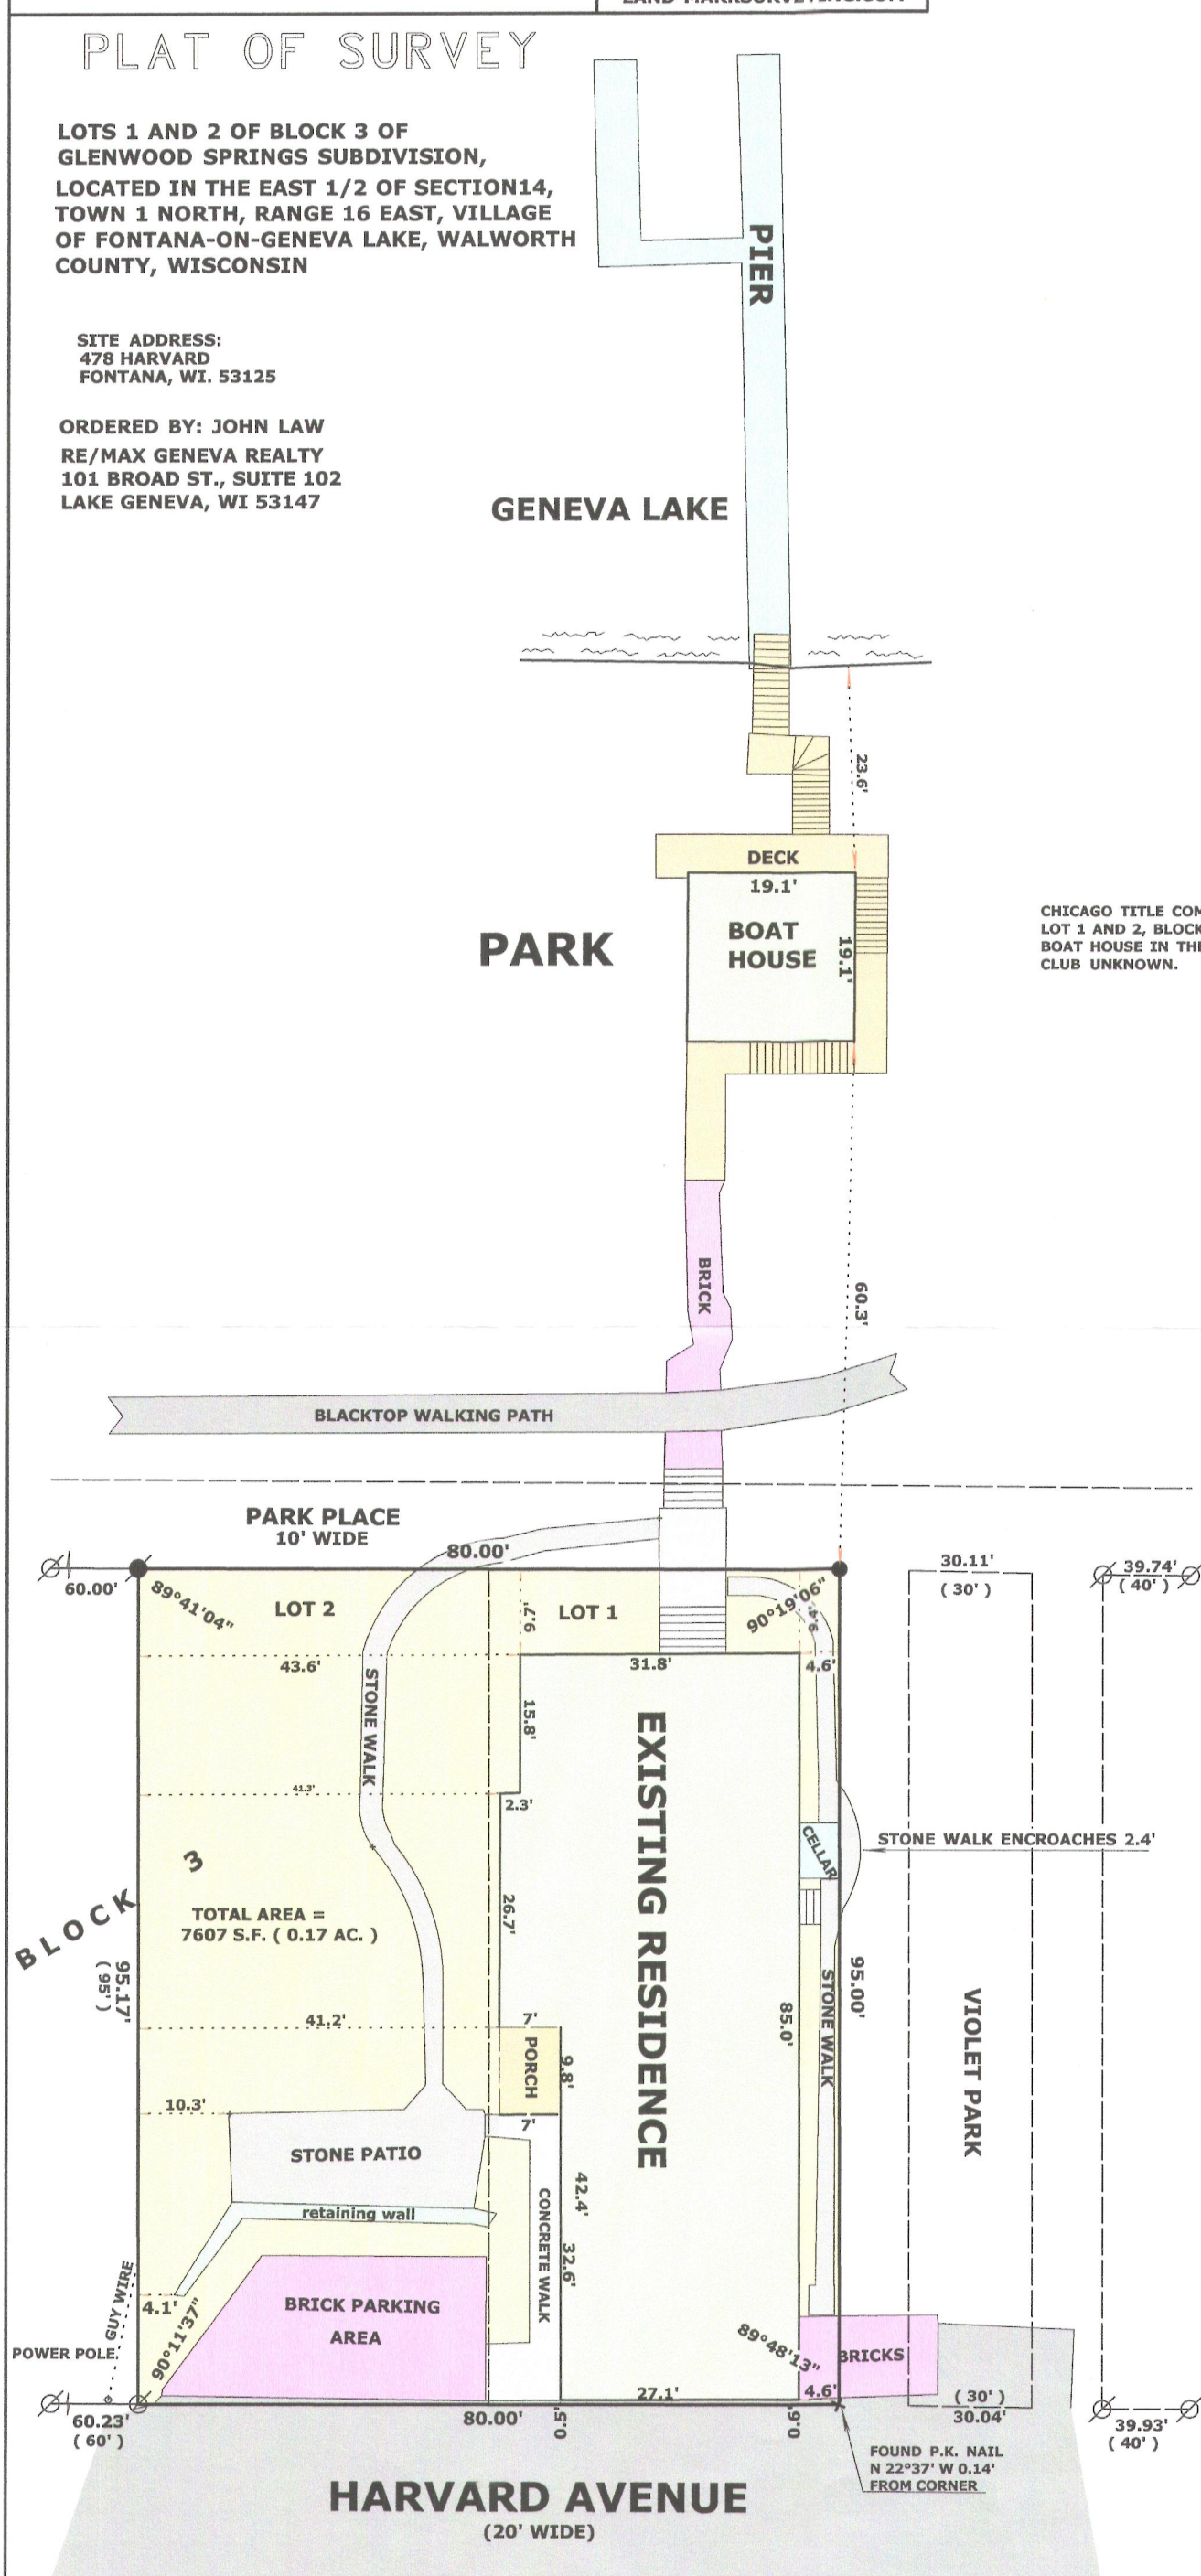 PLAT OF SURVEY
LOTS 1 AND 2 OF BLOCK 3 OF
GLENWOOD SPRINGS SUBDIVISION,
LOCATED IN THE EAST 1/2 OF SECTION14,
TOWN 1 NORTH, RANGE 16 EAST, VILLAGE
OF FONTANA-ON-GENEVA LAKE, WALWORTH
COUNTY, WISCONSIN
SITE ADDRESS:
478 HARVARD
FONTANA, WI. 53125
ORDERED BY: JOHN LAW
RE/MAX GENEVA REALTY
101 BROAD ST., SUITE 102
LAKE GENEVA, WI 53147
PIER
GENEVA LAKE
23.6'
DECK
19.1'
BOAT
HOUSE
19.1'
PARK
CHICAGO TITLE COM
LOT 1 AND 2, BLOCK
BOAT HOUSE IN THE
CLUB UNKNOWN.
BRICK
60.3'
BLACKTOP WALKING PATH
PARK PLACE
10' WIDE
80.00'
60.00'
89°41'04"
LOT 2
9.7'
LOT 1
90°19'06"
9.4'
30.11'
( 30' )
39.74'
( 40' )
43.6'
31.8'
4.6'
STONE WALK
15.8'
EXISTING RESIDENCE
41.3'
2.3'
CELLAR
STONE WALK ENCROACHES 2.4'
BLOCK 3
TOTAL AREA =
7607 S.F. ( 0.17 AC. )
26.7'
95.17'
( 95' )
95.00'
85.0'
STONE WALK
VIOLET PARK
41.2'
7'
PORCH
9.8'
10.3'
7'
STONE PATIO
42.4'
CONCRETE WALK
retaining wall
32.6'
GUY WIRE
4.1'
BRICK PARKING
AREA
90°11'37"
POWER POLE
89°48'13"
BRICKS
27.1'
4.6'
60.23'
( 60' )
80.00'
0.5'
0.6'
( 30' )
30.04'
39.93'
( 40' )
FOUND P.K. NAIL
N 22°37' W 0.14'
FROM CORNER
HARVARD AVENUE
(20' WIDE)